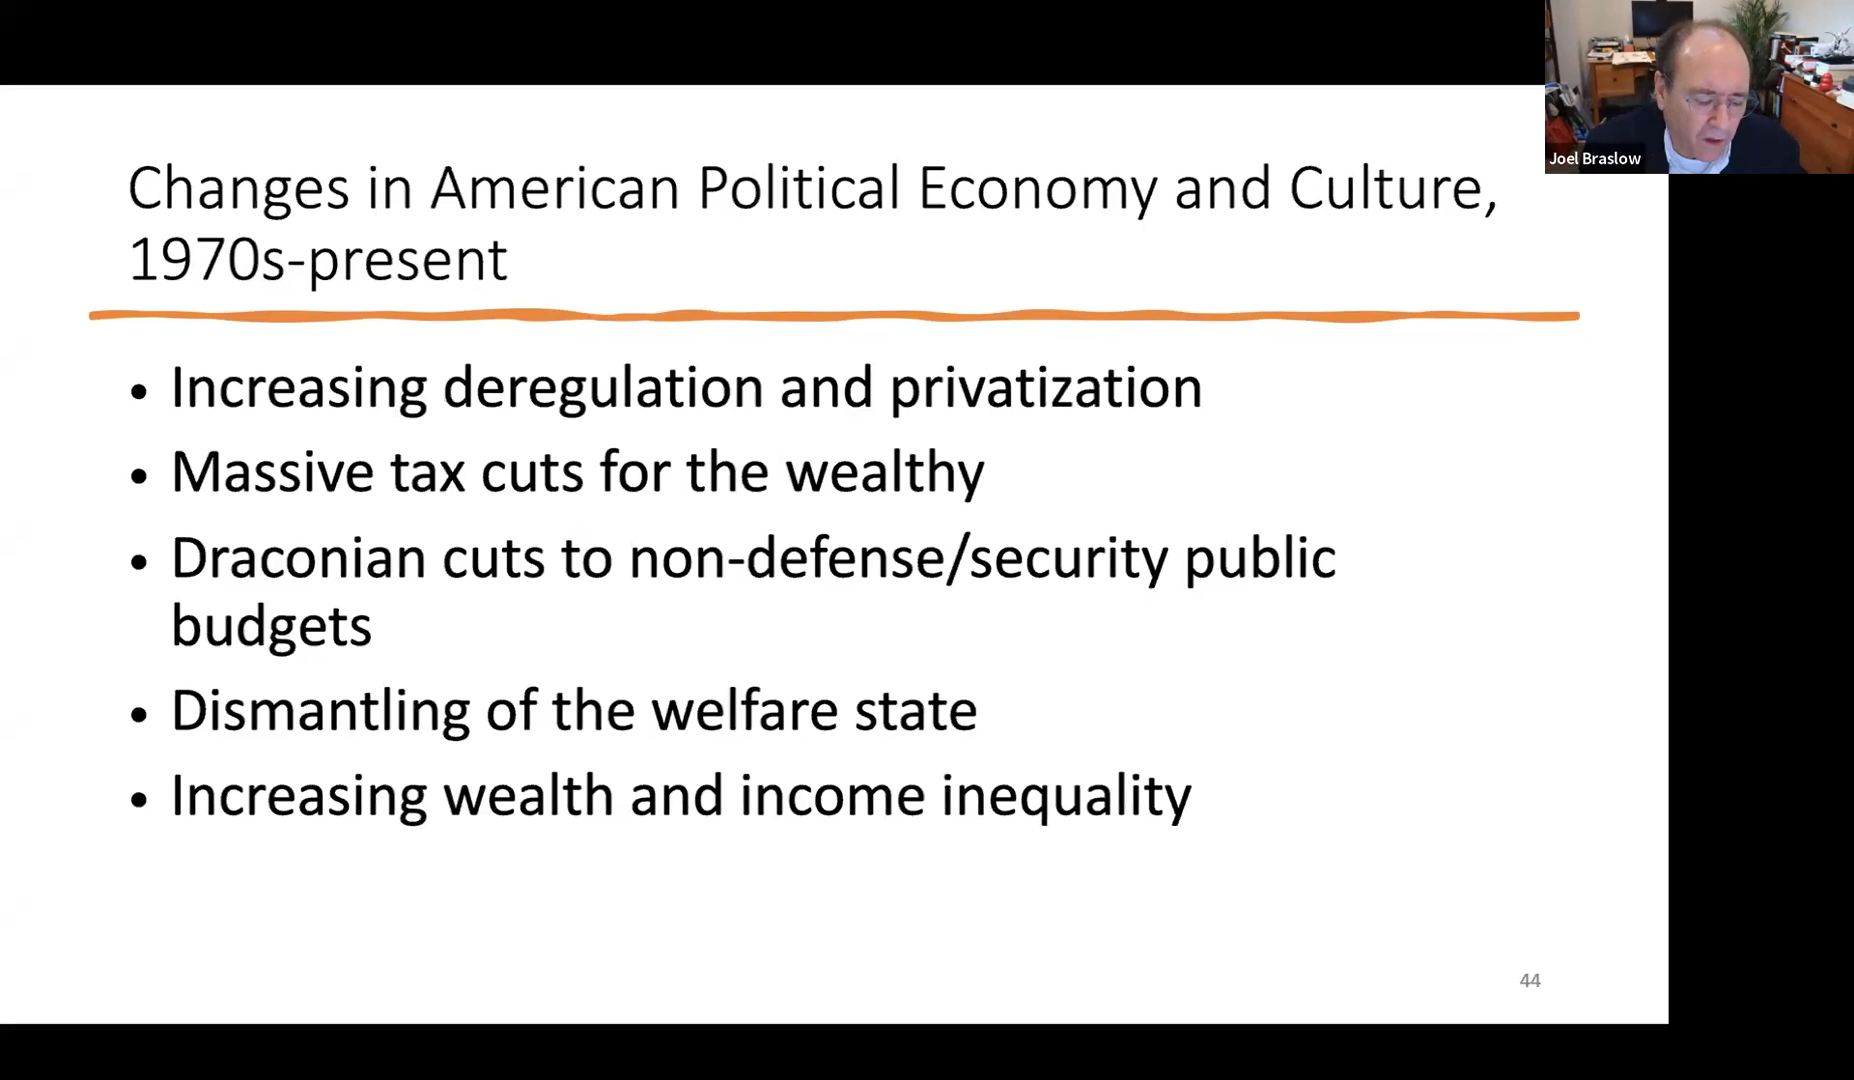 Joel Braslow
Changes in American Political Economy and Culture,
1970s-present
• Increasing deregulation and privatization
• Massive tax cuts for the wealthy
• Draconian cuts to non-defense/security public
budgets
• Dismantling of the welfare state
• Increasing wealth and income inequality
44